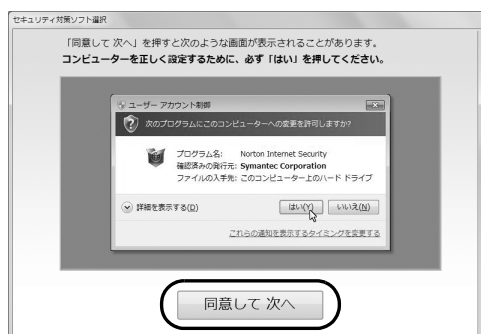 セキュリティ対策ソフト選択
「同意して 次へ」を押すと次のような画面が表示されることがあります。
コンピューターを正しく設定するために、必ず「はい」を押してください。
ユーザー アカウント制御
次のプログラムにこのコンピューターへの変更を許可しますか?
プログラム名: Norton Internet Security
確認済みの発行元: Symantec Corporation
ファイルの入手先: このコンピューター上のハード ドライブ
詳細を表示する(D) はい(Y) いいえ(N)
これらの通知を表示するタイミングを変更する
同意して 次へ